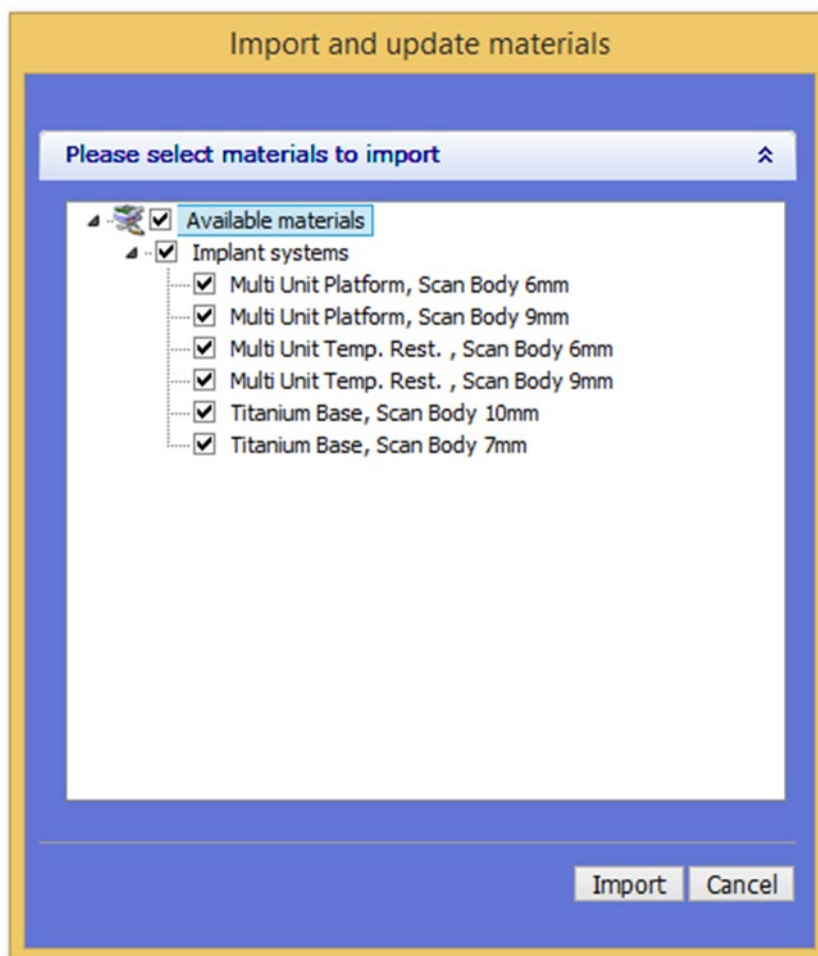 Import and update materials
Please select materials to import
Available materials
Implant systems
Multi Unit Platform, Scan Body 6mm
Multi Unit Platform, Scan Body 9mm
Multi Unit Temp. Rest. , Scan Body 6mm
Multi Unit Temp. Rest. , Scan Body 9mm
Titanium Base, Scan Body 10mm
Titanium Base, Scan Body 7mm
Import Cancel